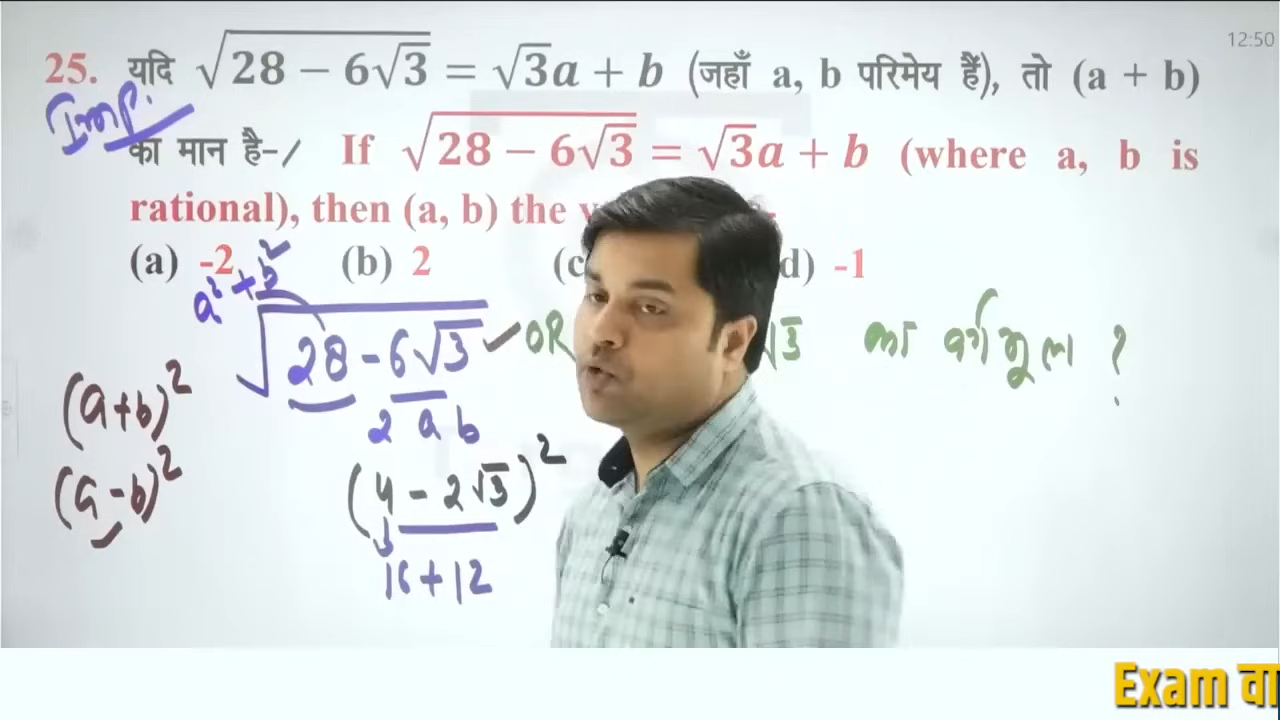 12:50
25. यदि √28 − 6√3 = √3a + b (जहाँ a, b परिमेय हैं), तो (a + b)
Imp.
का मान है-/ If √28 − 6√3 = √3a + b (where a, b is
rational), then (a, b) the
(a) -2 (b) 2 (c d) -1
a² + b²
√28 - 6√3 OR √3 का वर्गमूल ?
2 a b
(a+b)²
(a-b)²
(4 - 2√3)²
16+12
Exam वा